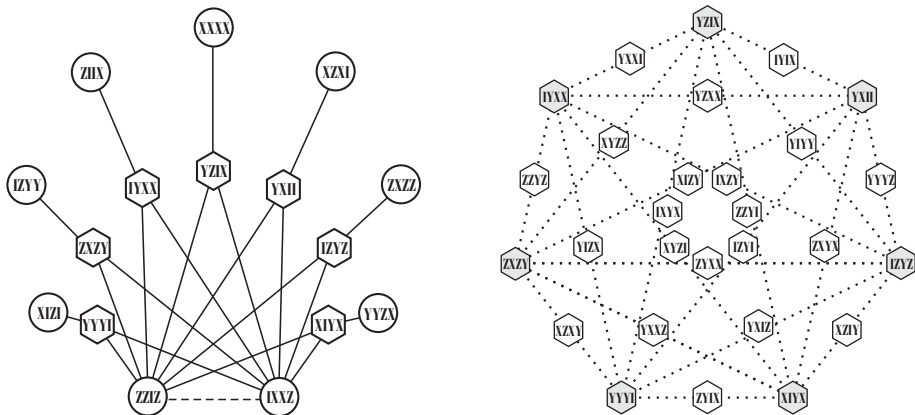 XXXX
ZIIX XZXI
YZIX
IYXX YXII
IZYY ZXZZ
ZXZY IZYZ
XIZI YYYI XIYX YYZX
ZZIZ IXXZ
YZIX
YXXI IYIX
IYXX YZXX YXII
XYZZ YIYY
ZZYZ XIZY IXZY YYYZ
IXYX ZZYI
YIZX XYZI IZYI ZXYX
ZXZY ZYXX IZYZ
XZXY YXXZ YXIZ XZIY
YYYI ZYIX XIYX